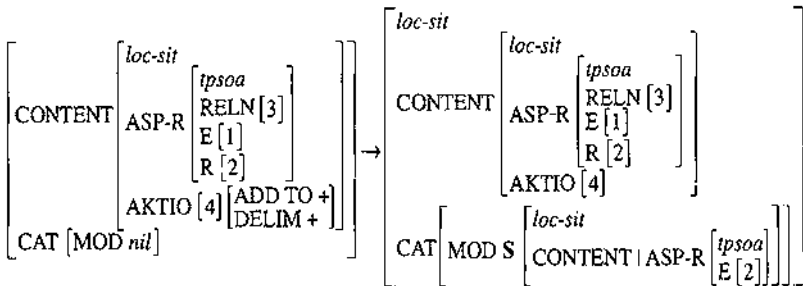 loc-sit
CONTENT
ASP-R
tpsoa
RELN [3]
E [1]
R [2]
AKTIO [4]
ADD TO +
DELIM +
CAT [MOD nil]
→
loc-sit
CONTENT
loc-sit
ASP-R
tpsoa
RELN [3]
E [1]
R [2]
AKTIO [4]
CAT
MOD S
loc-sit
CONTENT | ASP-R
tpsoa
E [2]